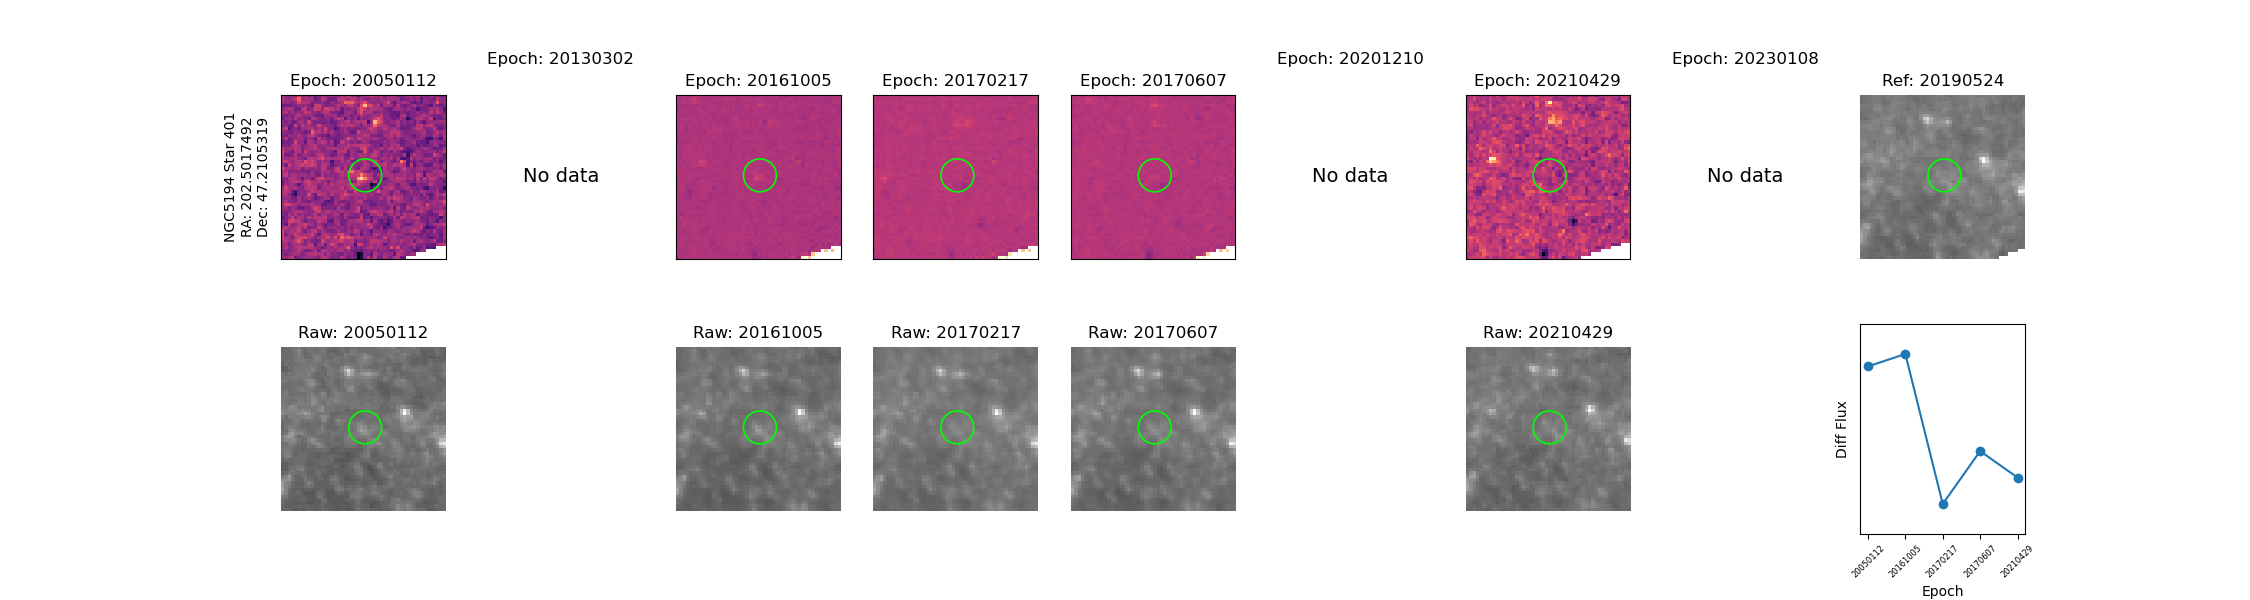 Epoch: 20130302
Epoch: 20201210
Epoch: 20230108
Epoch: 20050112
Epoch: 20161005
Epoch: 20170217
Epoch: 20170607
Epoch: 20210429
Ref: 20190524
NGC5194 Star 401
RA: 202.5017492
Dec: 47.2105319
No data
No data
No data
Raw: 20050112
Raw: 20161005
Raw: 20170217
Raw: 20170607
Raw: 20210429
Diff Flux
20050112
20161005
20170217
20170607
20210429
Epoch